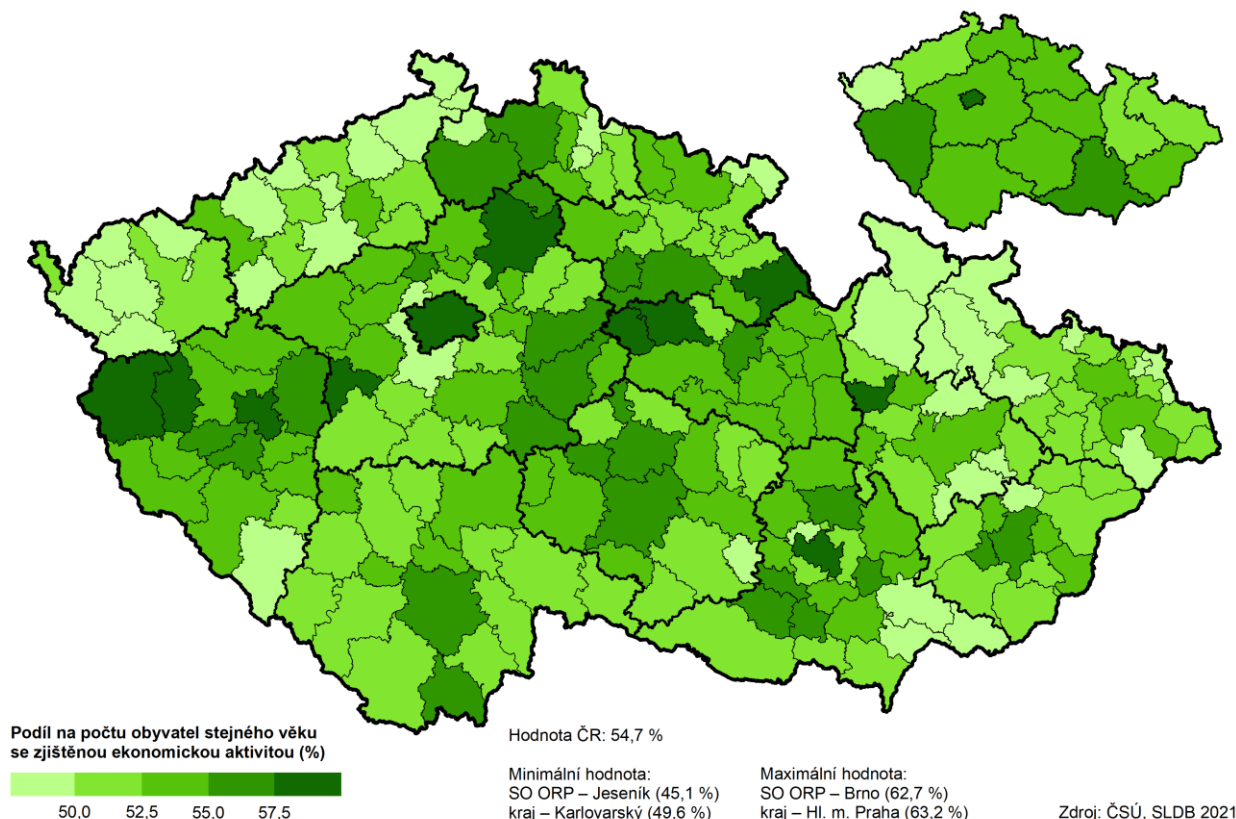 Podíl na počtu obyvatel stejného věku
se zjištěnou ekonomickou aktivitou (%)
50.0 52.5 55.0 57.5
Hodnota ČR: 54,7 %
Minimální hodnota:
SO ORP – Jeseník (45,1 %)
kraj – Karlovarský (49,6 %)
Maximální hodnota:
SO ORP – Brno (62,7 %)
kraj – Hl. m. Praha (63,2 %)
Zdroj: ČSÚ, SLDB 2021